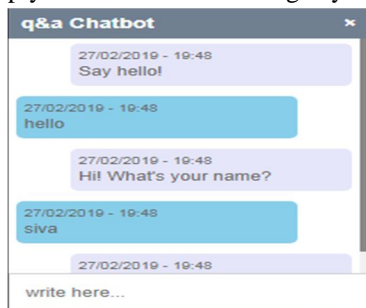 q&a Chatbot ×
27/02/2019 - 19:48
Say hello!
27/02/2019 - 19:48
hello
27/02/2019 - 19:48
Hi! What's your name?
27/02/2019 - 19:48
siva
27/02/2019 - 19:48
write here...